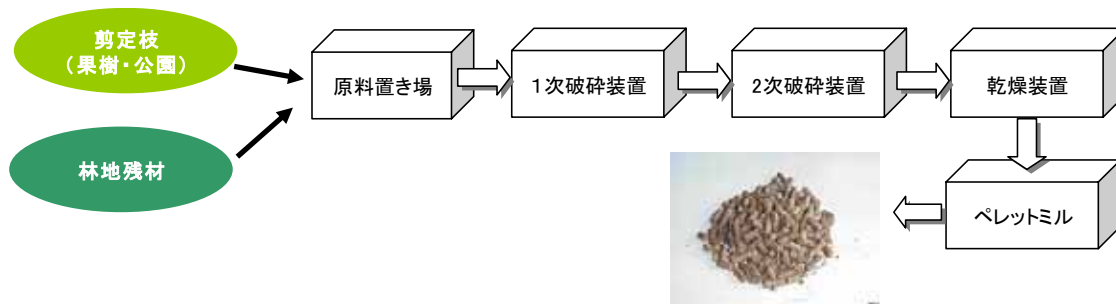 剪定枝
（果樹・公園）
原料置き場
1次破砕装置
2次破砕装置
乾燥装置
林地残材
ペレットミル